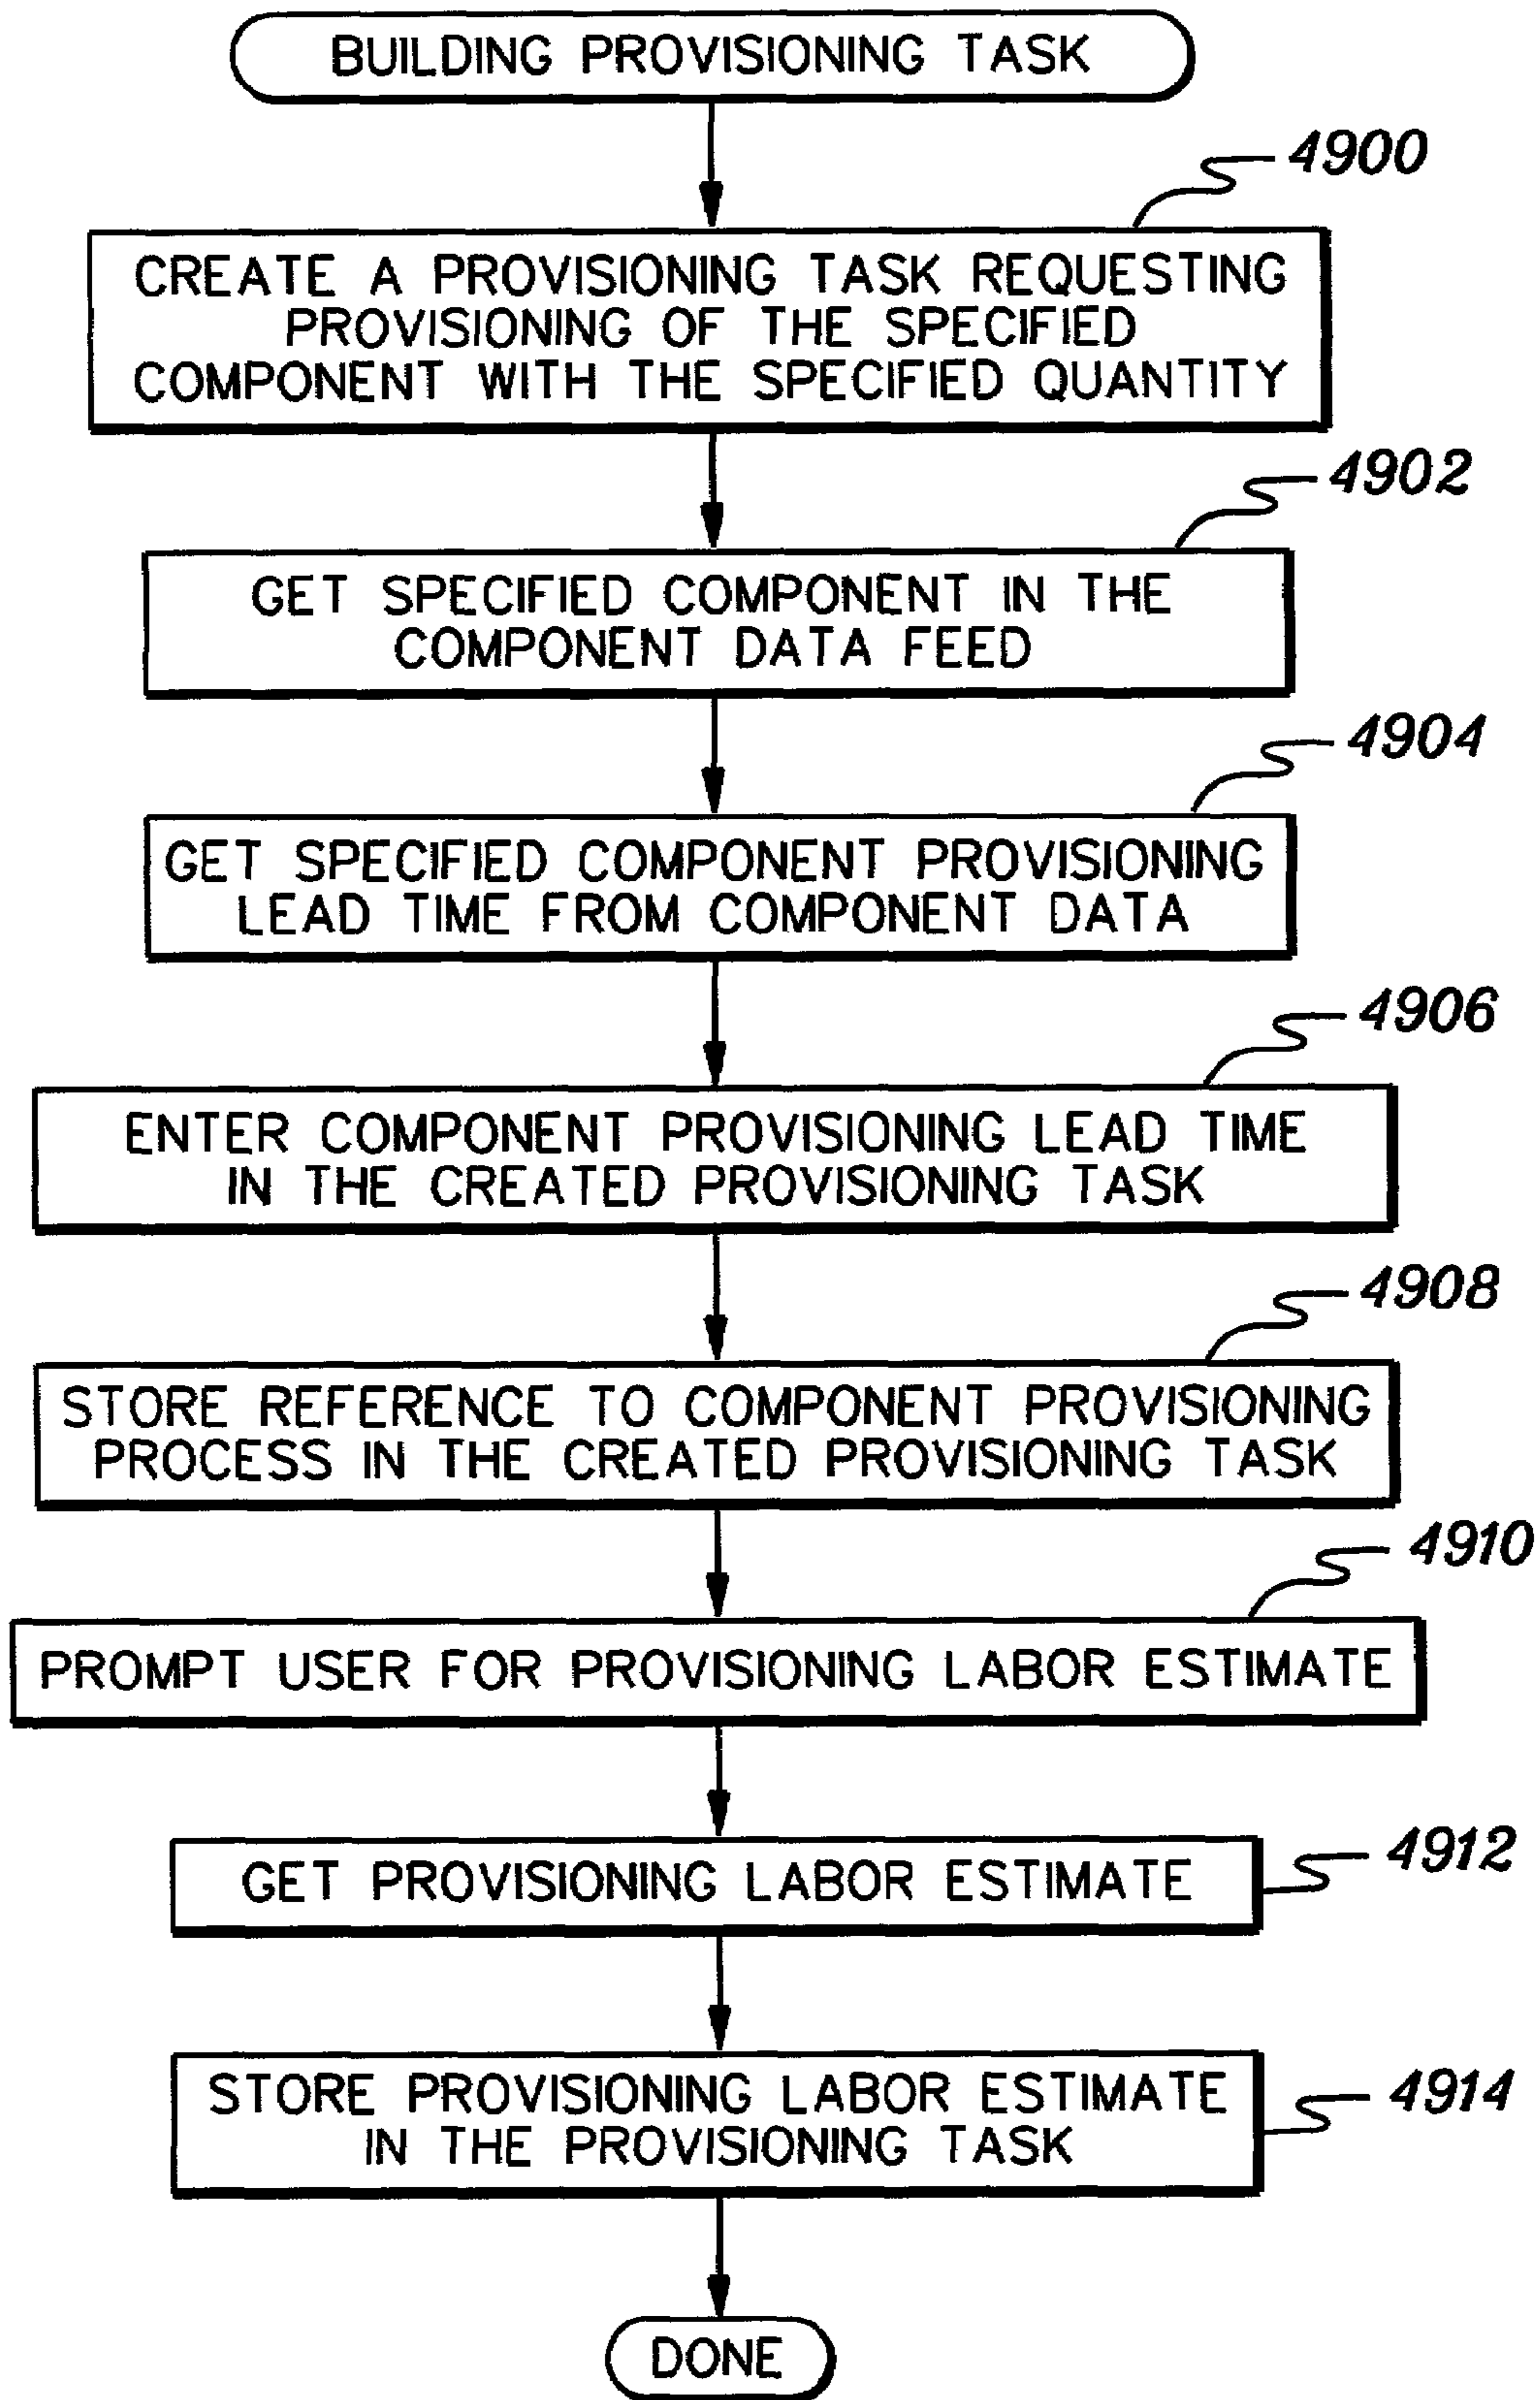 BUILDING PROVISIONING TASK
4900
CREATE A PROVISIONING TASK REQUESTING
PROVISIONING OF THE SPECIFIED
COMPONENT WITH THE SPECIFIED QUANTITY
4902
GET SPECIFIED COMPONENT IN THE
COMPONENT DATA FEED
4904
GET SPECIFIED COMPONENT PROVISIONING
LEAD TIME FROM COMPONENT DATA
4906
ENTER COMPONENT PROVISIONING LEAD TIME
IN THE CREATED PROVISIONING TASK
4908
STORE REFERENCE TO COMPONENT PROVISIONING
PROCESS IN THE CREATED PROVISIONING TASK
4910
PROMPT USER FOR PROVISIONING LABOR ESTIMATE
4912
GET PROVISIONING LABOR ESTIMATE
4914
STORE PROVISIONING LABOR ESTIMATE
IN THE PROVISIONING TASK
DONE